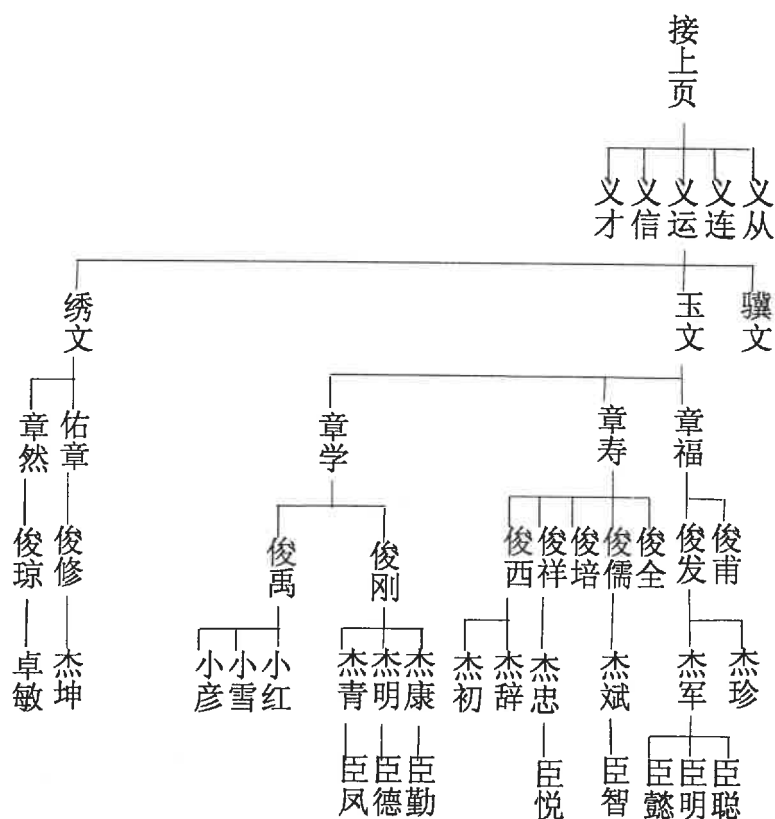 接上页
义才 义信 义运 义连 义从
绣文 玉文 骥文
章然 佑章 章学 章寿 章福
俊琼 俊修 俊禹 俊刚 俊西 俊祥 俊培 俊儒 俊全 俊发 俊甫
卓敏 杰坤 小彦 小雪 小红 杰青 杰明 杰康 杰初 杰辞 杰忠 杰斌 杰军 杰珍
臣凤 臣德 臣勤 臣悦 臣智 臣懿 臣明 臣聪